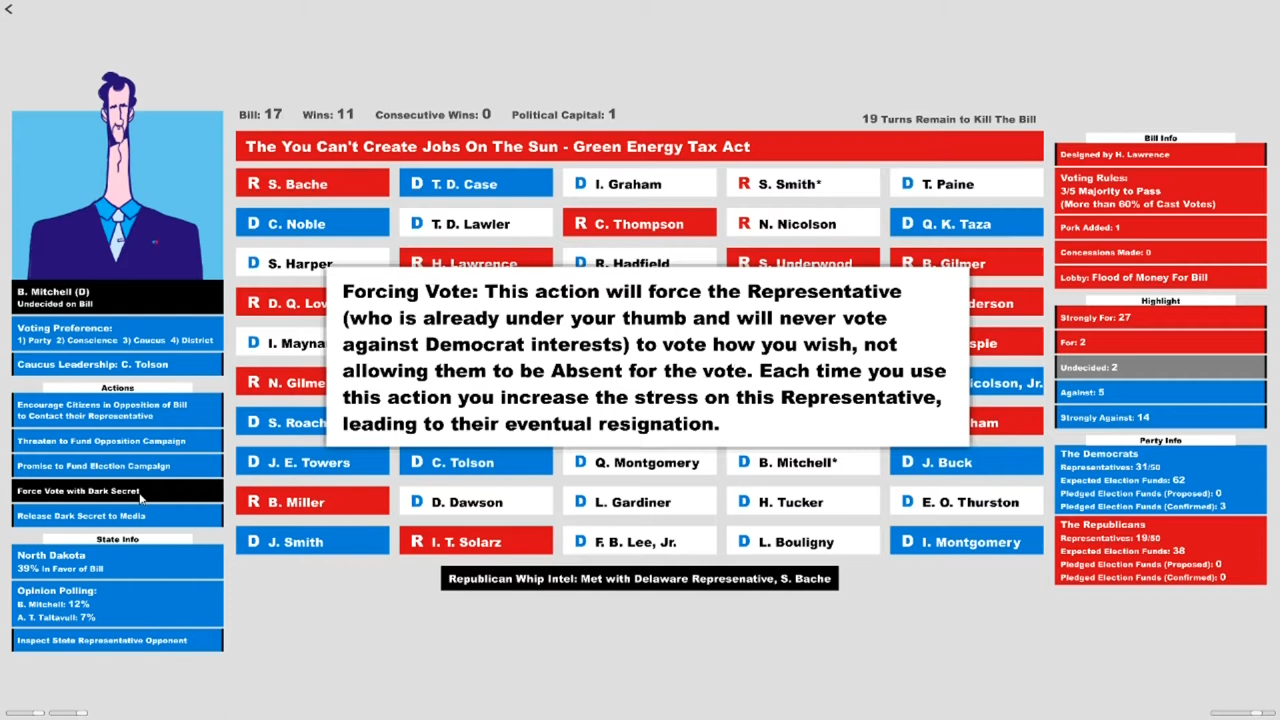 Bill: 17 Wins: 11 Consecutive Wins: 0 Political Capital: 1
19 Turns Remain to Kill The Bill
The You Can't Create Jobs On The Sun - Green Energy Tax Act
R S. Bache
D T. D. Case
D I. Graham
R S. Smith*
D T. Paine
D C. Noble
D T. D. Lawler
R C. Thompson
R N. Nicolson
D Q. K. Taza
D S. Harper
R H. Lawrence
D R. Hadfield
R S. Underwood
R B. Gilmer
R D. Q. Lov
derson
D I. Mayna
spie
R N. Gilme
icolson, Jr.
D S. Roach
ham
Forcing Vote: This action will force the Representative
(who is already under your thumb and will never vote
against Democrat interests) to vote how you wish, not
allowing them to be Absent for the vote. Each time you use
this action you increase the stress on this Representative,
leading to their eventual resignation.
D J. E. Towers
D C. Tolson
D Q. Montgomery
D B. Mitchell*
D J. Buck
R B. Miller
D D. Dawson
D L. Gardiner
D H. Tucker
D E. O. Thurston
D J. Smith
R I. T. Solarz
D F. B. Lee, Jr.
D L. Bouligny
D I. Montgomery
Republican Whip Intel: Met with Delaware Represenative, S. Bache
B. Mitchell (D)
Undecided on Bill
Voting Preference:
1) Party 2) Conscience 3) Caucus 4) District
Caucus Leadership: C. Tolson
Actions
Encourage Citizens in Opposition of Bill
to Contact their Representative
Threaten to Fund Opposition Campaign
Promise to Fund Election Campaign
Force Vote with Dark Secret
Release Dark Secret to Media
State Info
North Dakota
39% In Favor of Bill
Opinion Polling:
B. Mitchell: 12%
A. T. Taltavull: 7%
Inspect State Representative Opponent
Bill Info
Designed by H. Lawrence
Voting Rules:
3/5 Majority to Pass
(More than 60% of Cast Votes)
Pork Added: 1
Concessions Made: 0
Lobby: Flood of Money For Bill
Highlight
Strongly For: 27
For: 2
Undecided: 2
Against: 5
Strongly Against: 14
Party Info
The Democrats
Representatives: 31/50
Expected Election Funds: 62
Pledged Election Funds (Proposed): 0
Pledged Election Funds (Confirmed): 3
The Republicans
Representatives: 19/50
Expected Election Funds: 38
Pledged Election Funds (Proposed): 0
Pledged Election Funds (Confirmed): 0